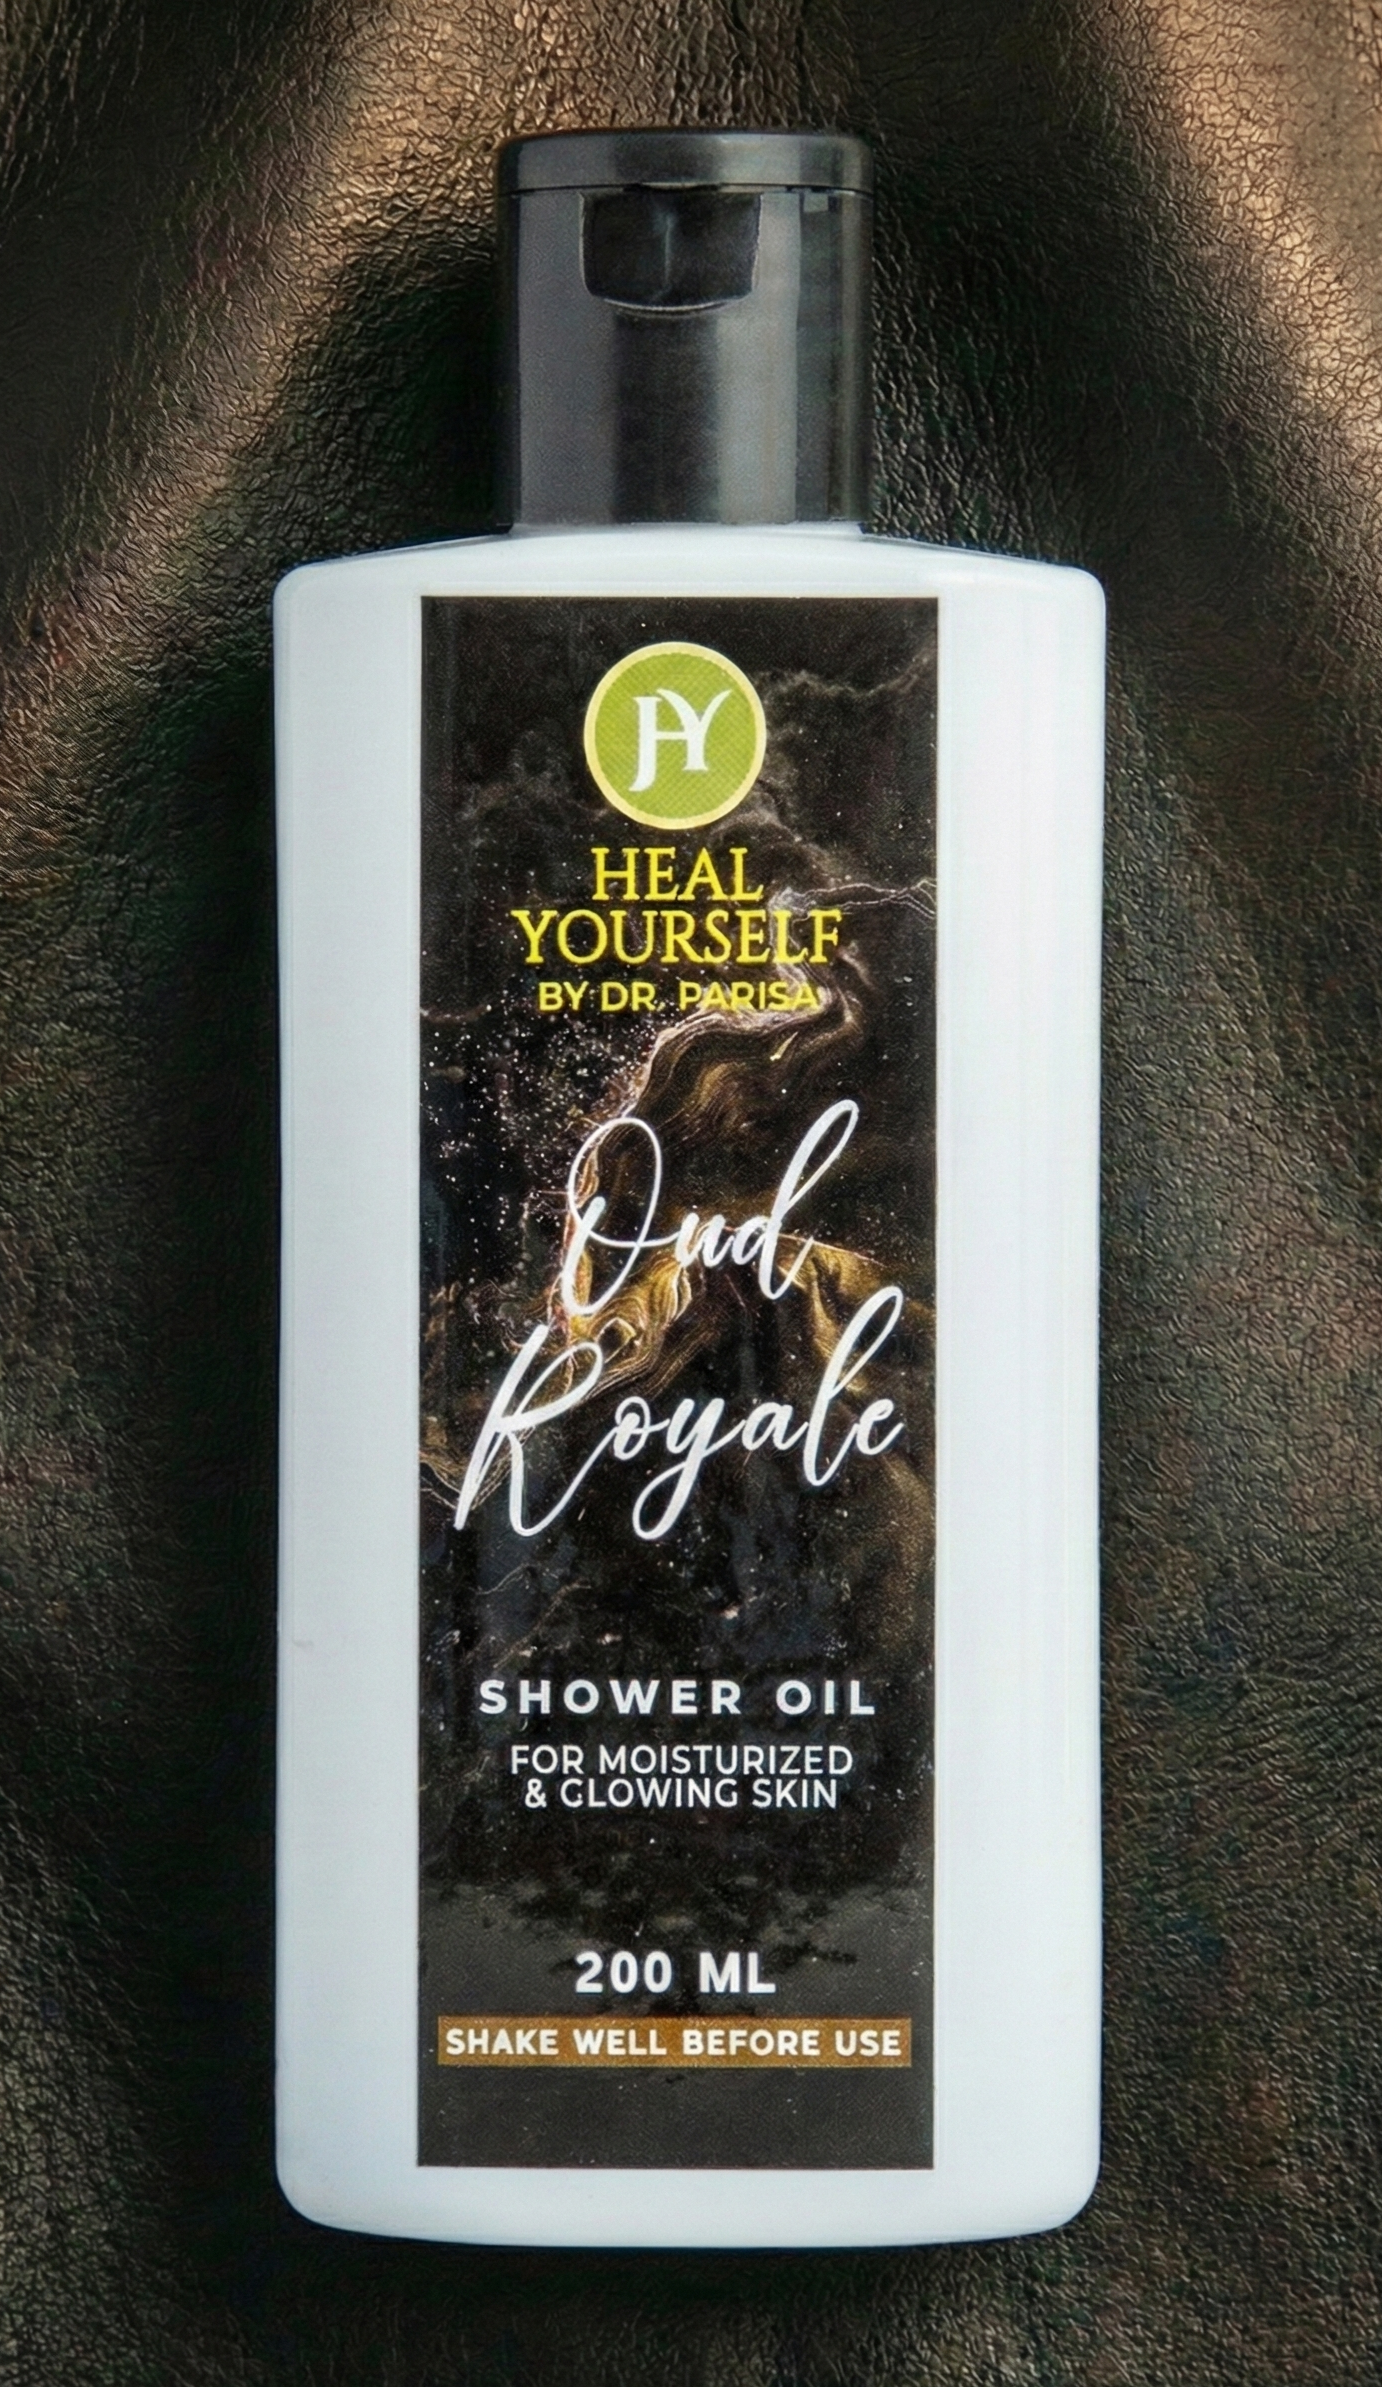 HY
HEAL
YOURSELF
BY DR. PARISA
Oud
Royale
SHOWER OIL
FOR MOISTURIZED
& GLOWING SKIN
200 ML
SHAKE WELL BEFORE USE